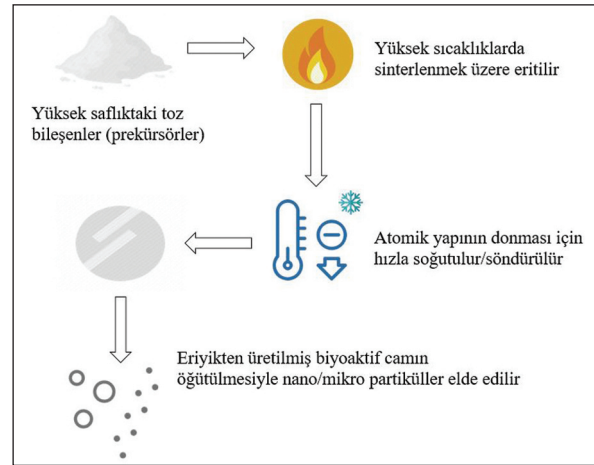 Yüksek saflıktaki toz
bileşenler (prekürsörler)
Yüksek sıcaklıklarda
sinterlenmek üzere eritilir
Atomik yapının donması için
hızla soğutulur/söndürülür
Eriyikten üretilmiş biyoaktif camın
öğütülmesiyle nano/mikro partiküller elde edilir